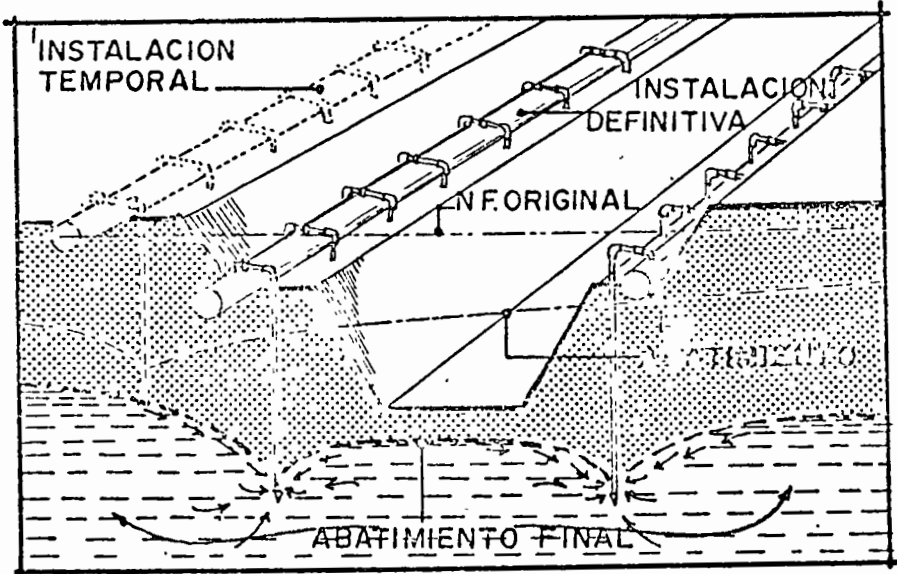 INSTALACION
TEMPORAL
INSTALACION
DEFINITIVA
N.F. ORIGINAL
ABATIMIENTO FINAL